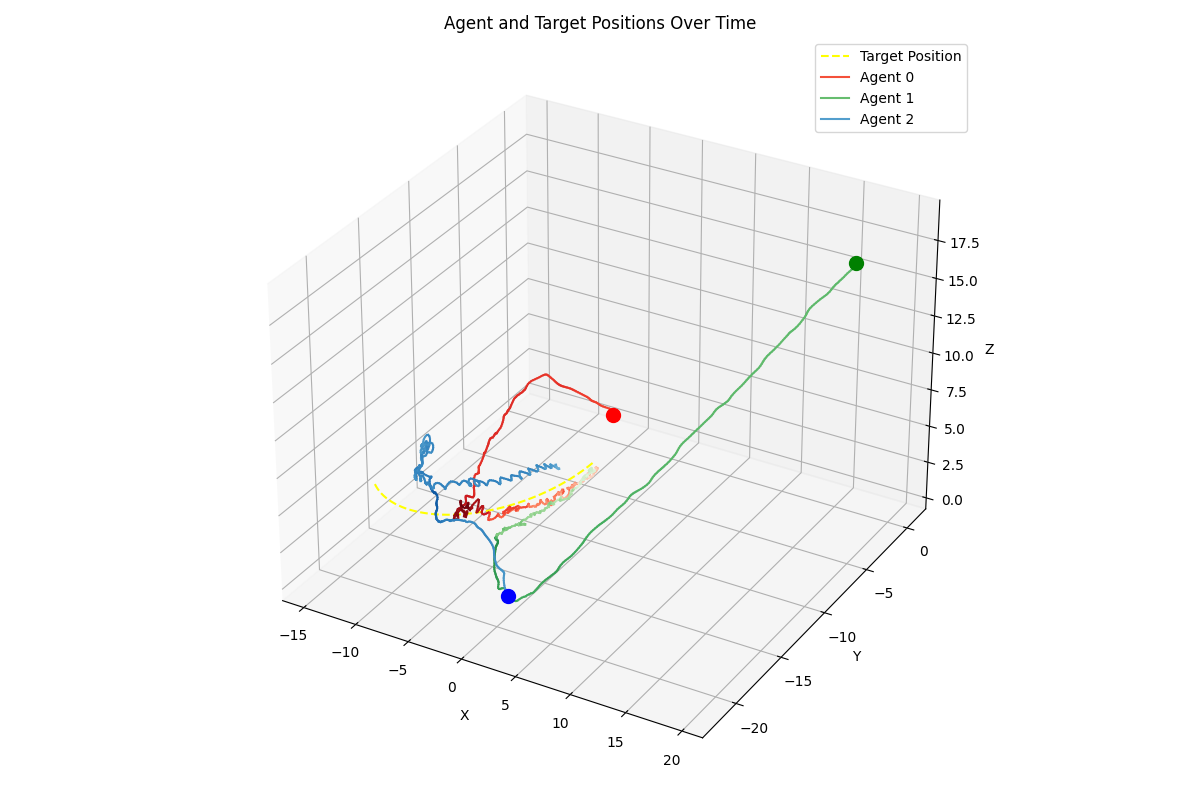 Agent and Target Positions Over Time
Target Position
Agent 0
Agent 1
Agent 2
17.5
15.0
12.5
10.0
7.5
5.0
2.5
0.0
Z
0
−5
−10
−15
−20
Y
−15
−10
−5
0
5
10
15
20
X